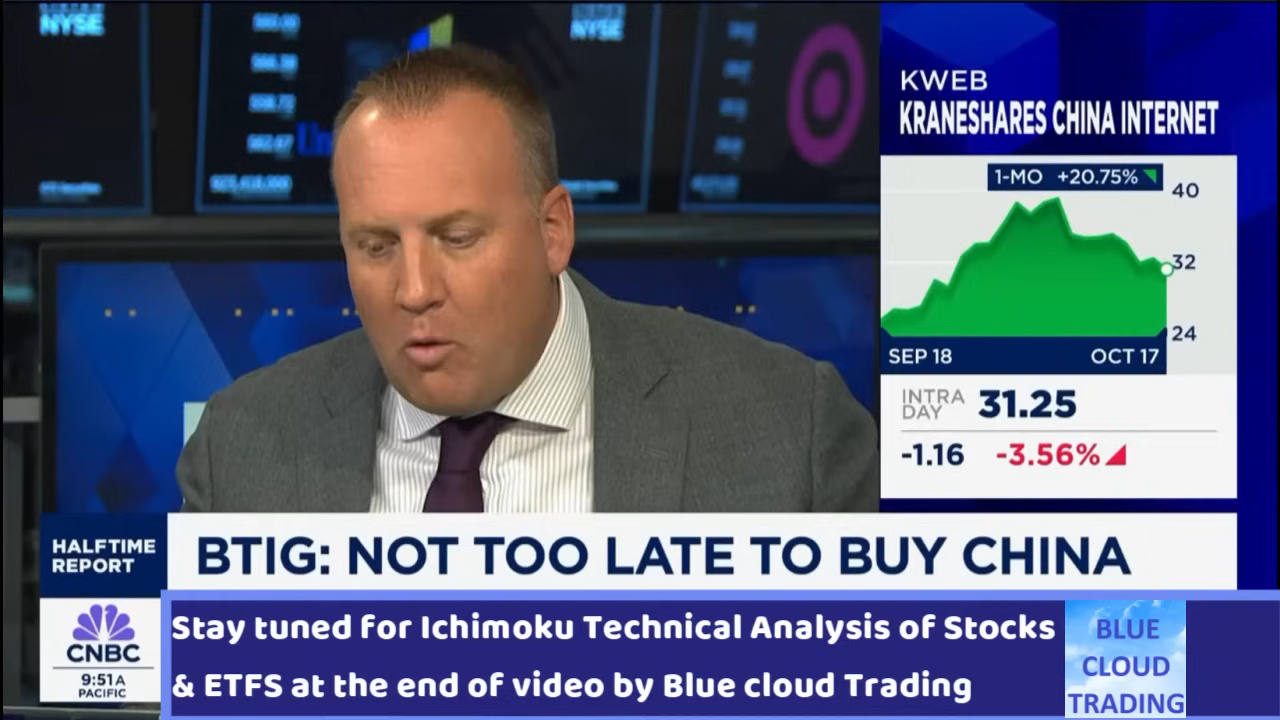 NYSE
NYSE
KWEB
KRANESHARES CHINA INTERNET
1-MO +20.75%
40
32
24
SEP 18 OCT 17
INTRA DAY 31.25
-1.16 -3.56%
HALFTIME
REPORT
BTIG: NOT TOO LATE TO BUY CHINA
CNBC
9:51A
PACIFIC
Stay tuned for Ichimoku Technical Analysis of Stocks
& ETFS at the end of video by Blue cloud Trading
BLUE
CLOUD
TRADING